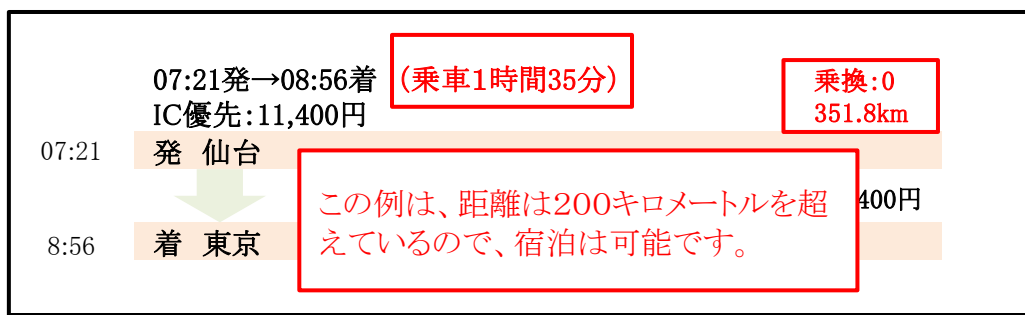 07:21発→08:56着 (乗車1時間35分)
乗換:0
IC優先:11,400円
351.8km
07:21 発 仙台
この例は、距離は200キロメートルを超
えているので、宿泊は可能です。
400円
8:56 着 東京